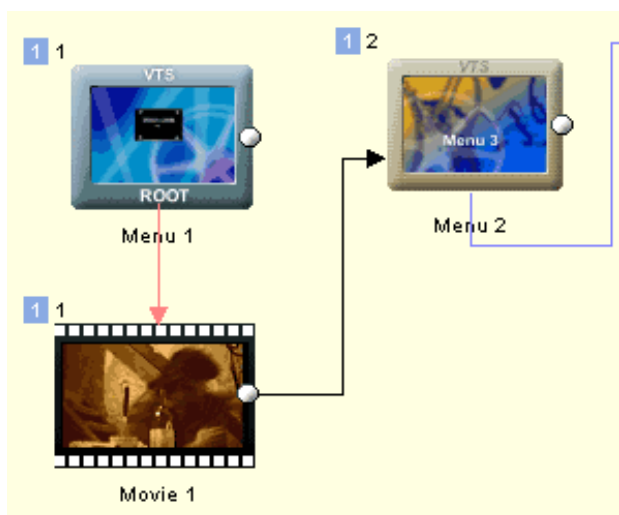 1 1
VTS
ROOT
Menu 1
1 2
VTS
Menu 3
Menu 2
1 1
Movie 1